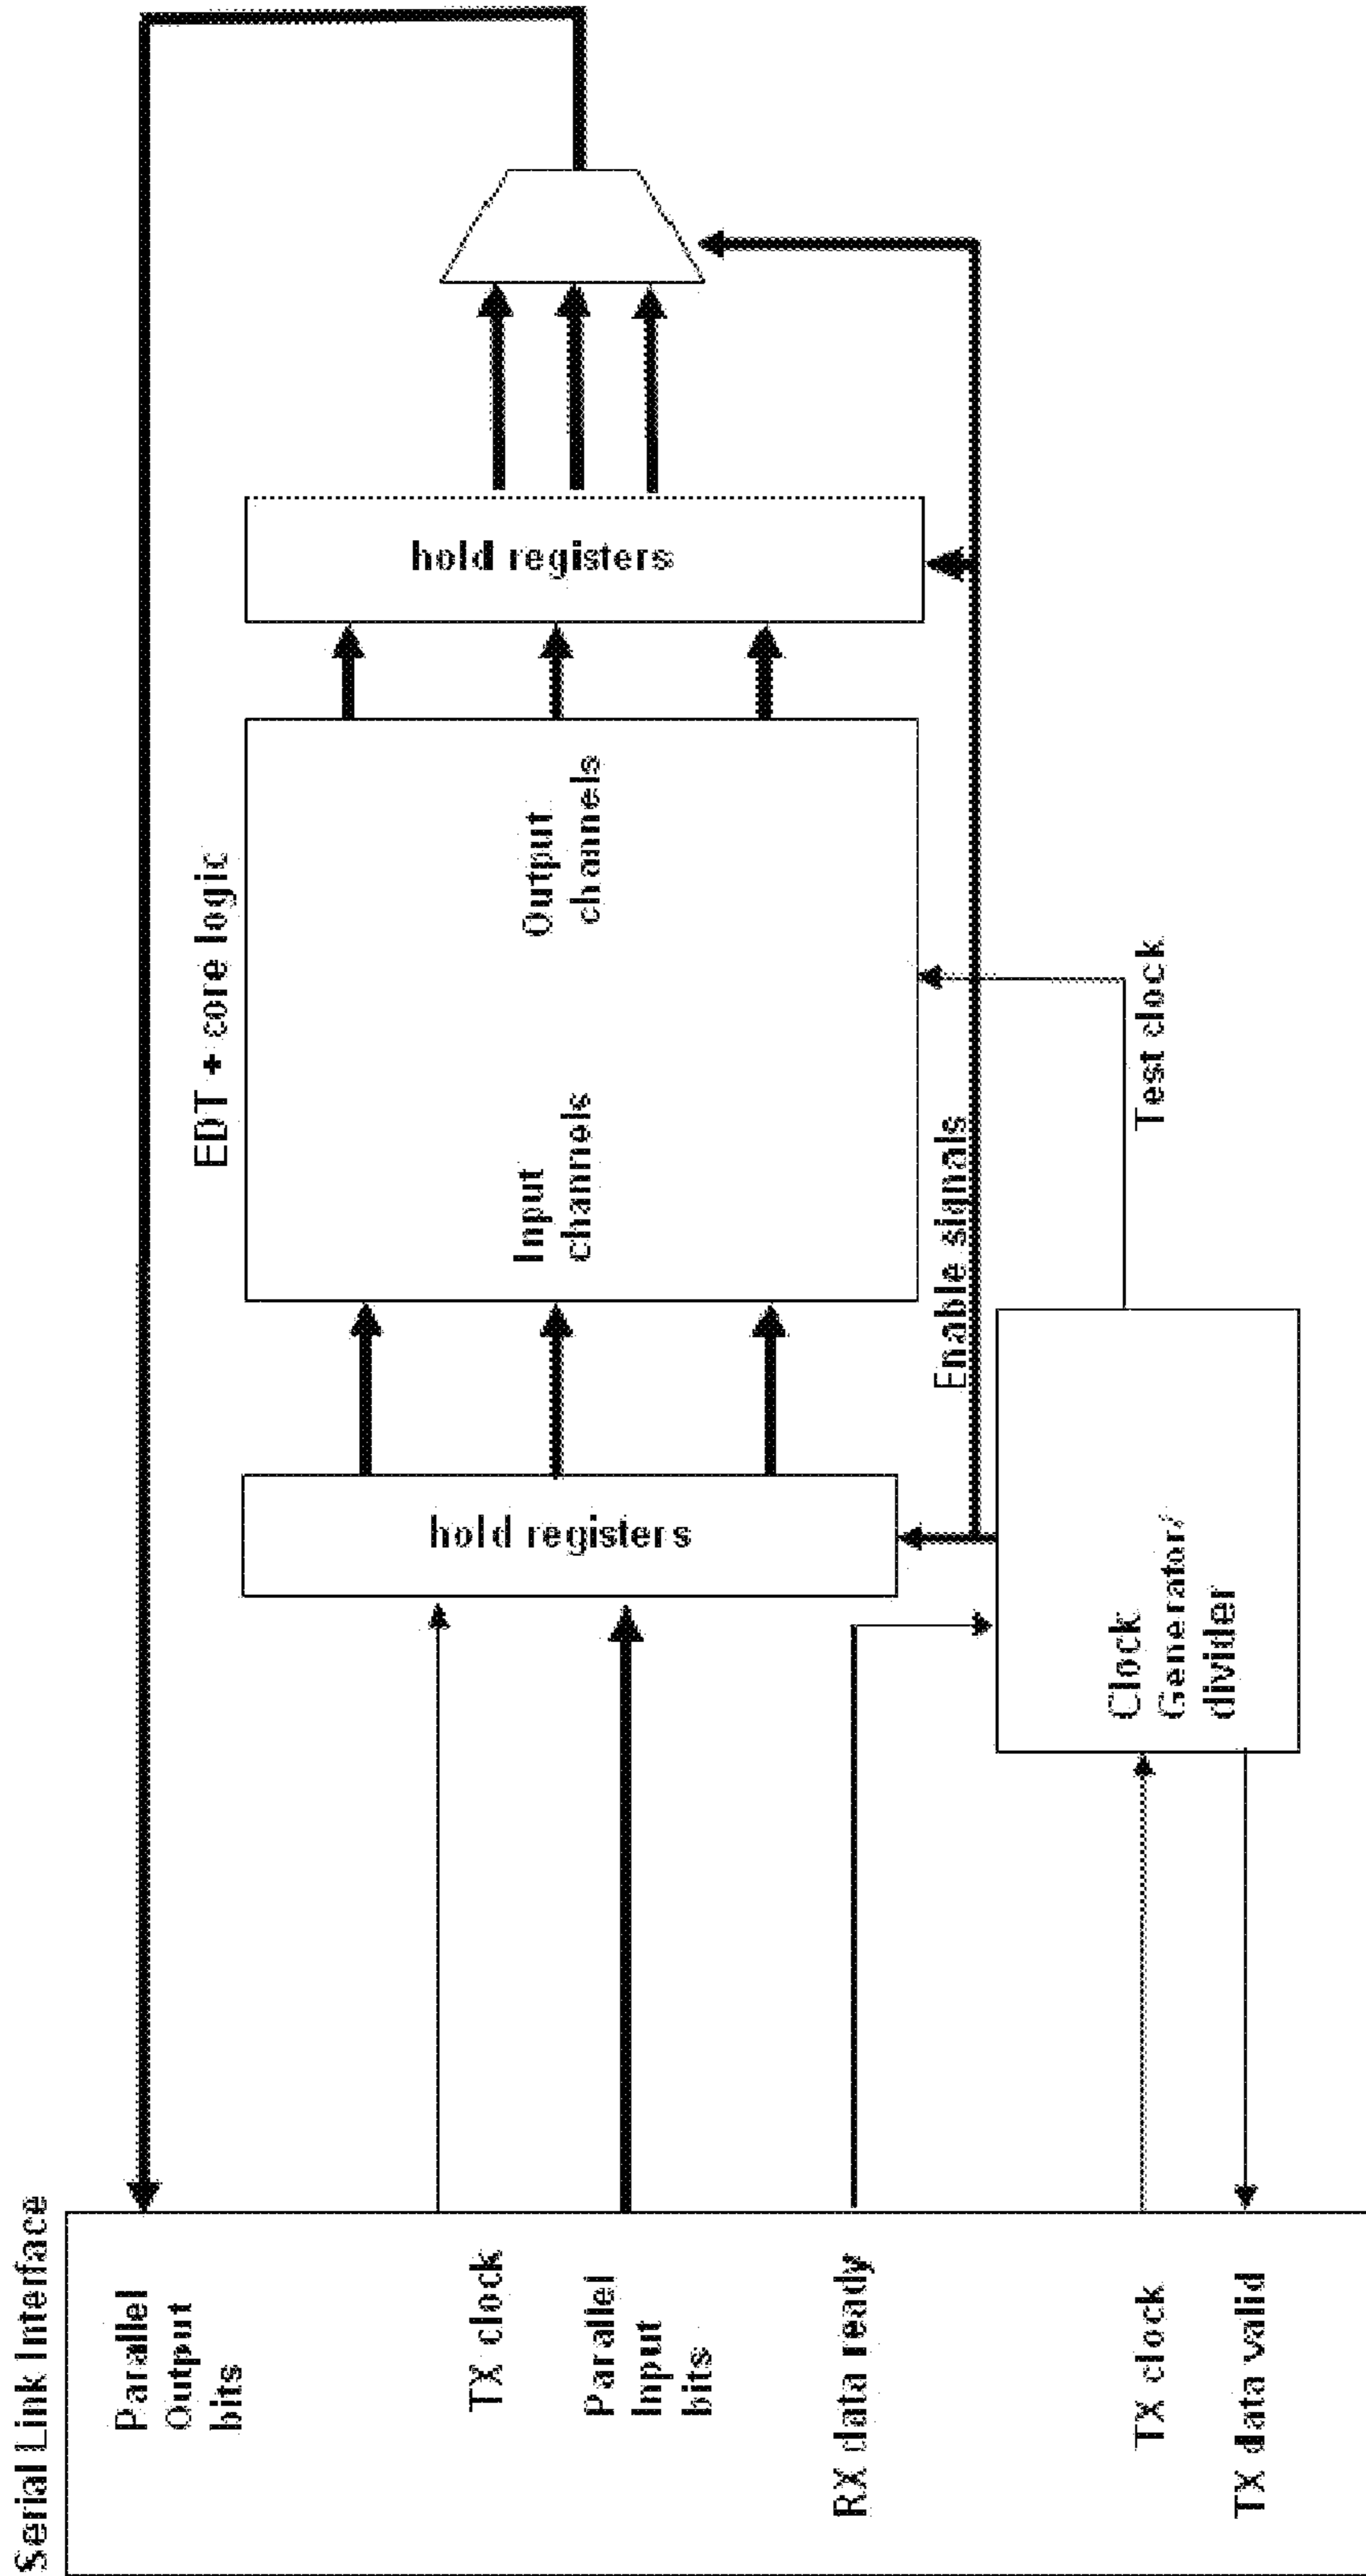 Serial Link Interface
Parallel
Output
bits
TX clock
Parallel
Input
bits
RX data ready
TX clock
TX data valid
hold registers
Clock
Generator/
divider
Enable signals
Test clock
EDT + core logic
Input
channels
Output
channels
hold registers